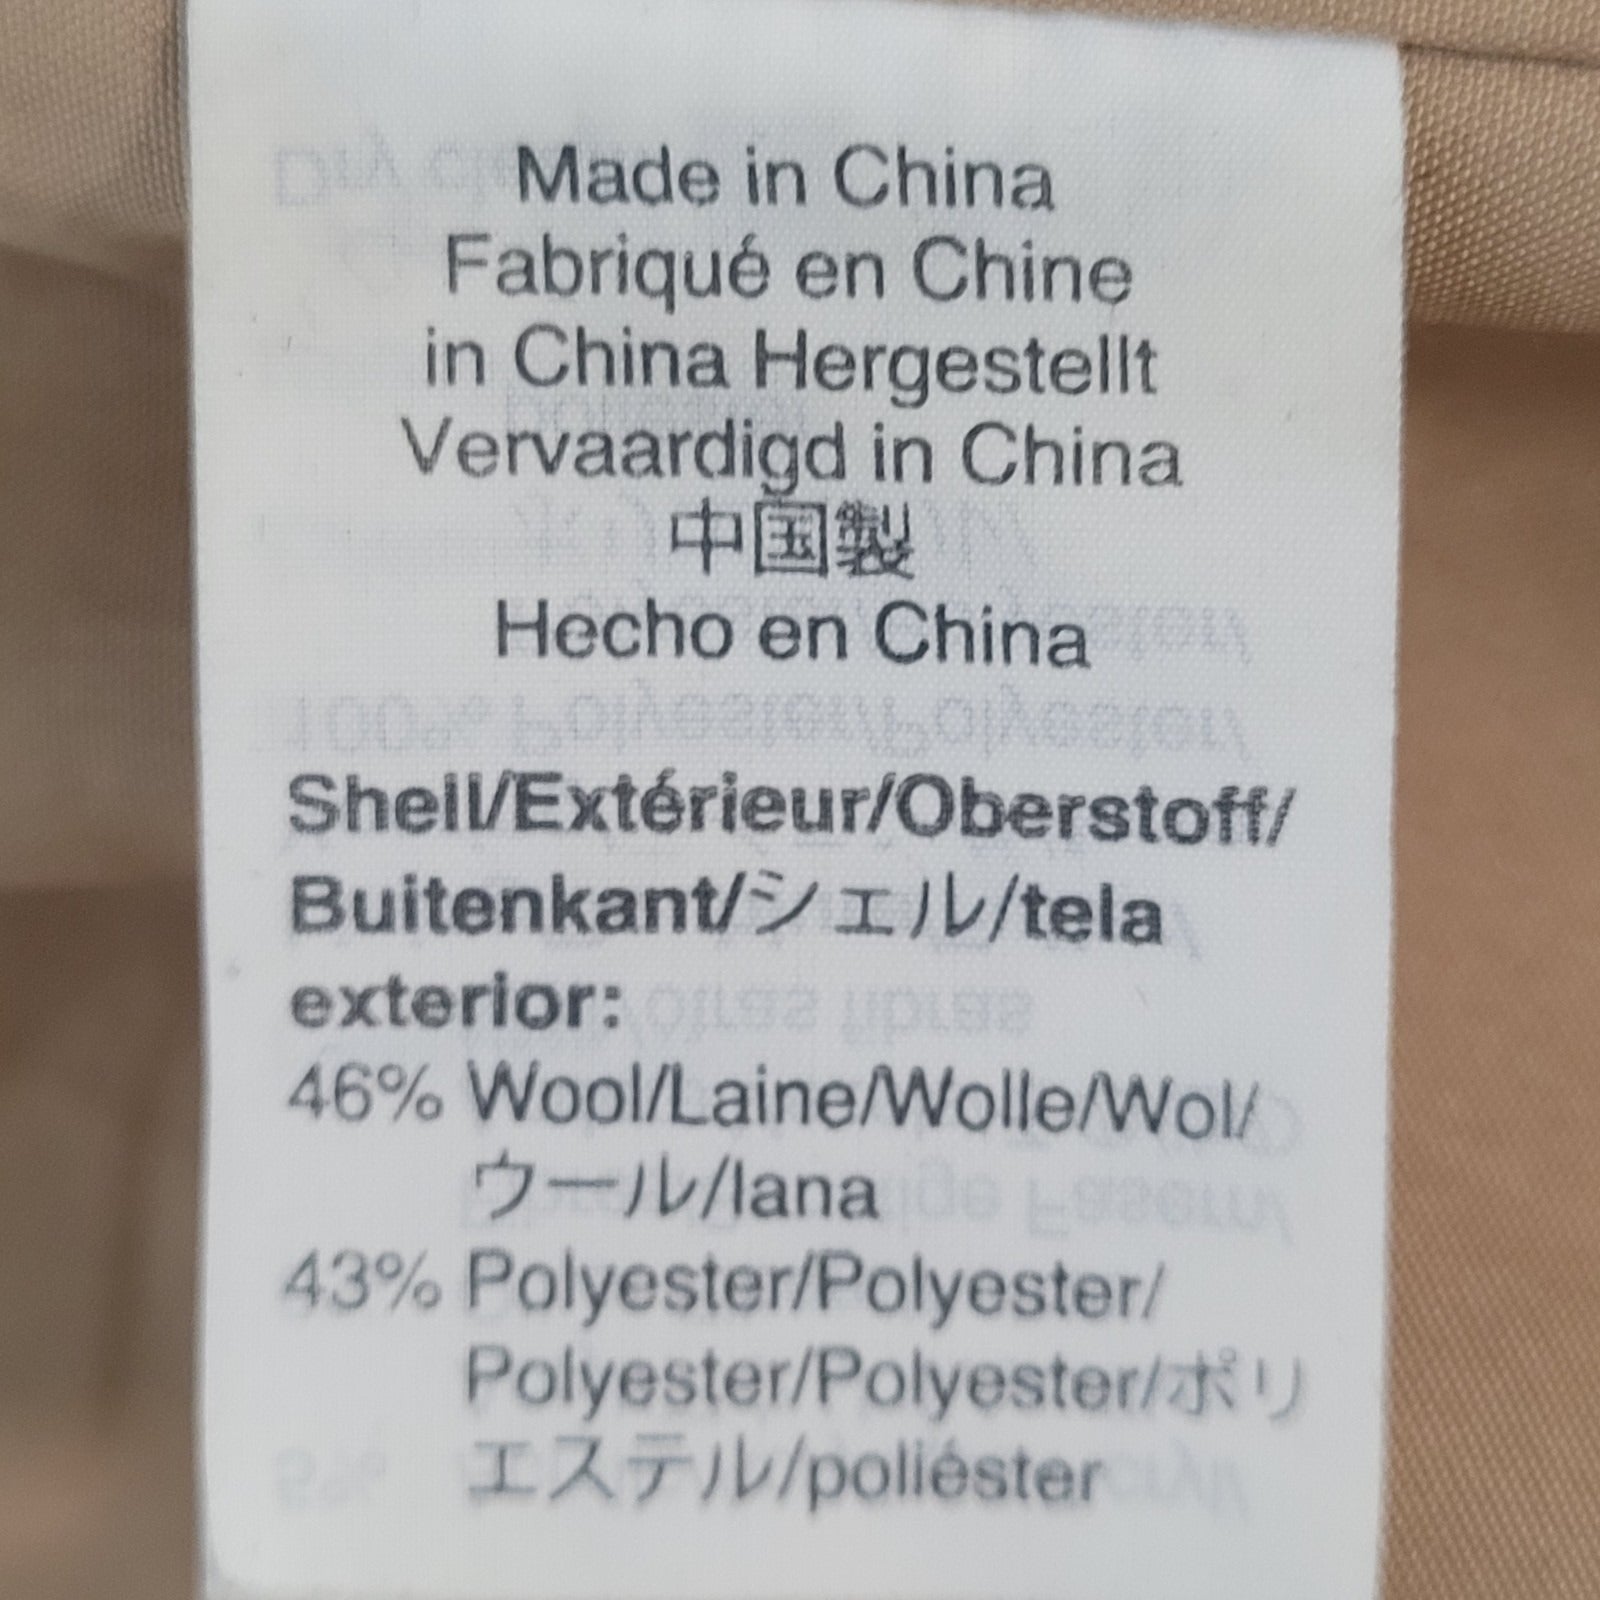 Made in China
Fabriqué en Chine
in China Hergestellt
Vervaardigd in China
中国製
Hecho en China
Shell/Extérieur/Oberstoff/
Buitenkant/シェル/tela
exterior:
46% Wool/Laine/Wolle/Wol/
ウール/lana
43% Polyester/Polyester/
Polyester/Polyester/ポリ
エステル/poliéster